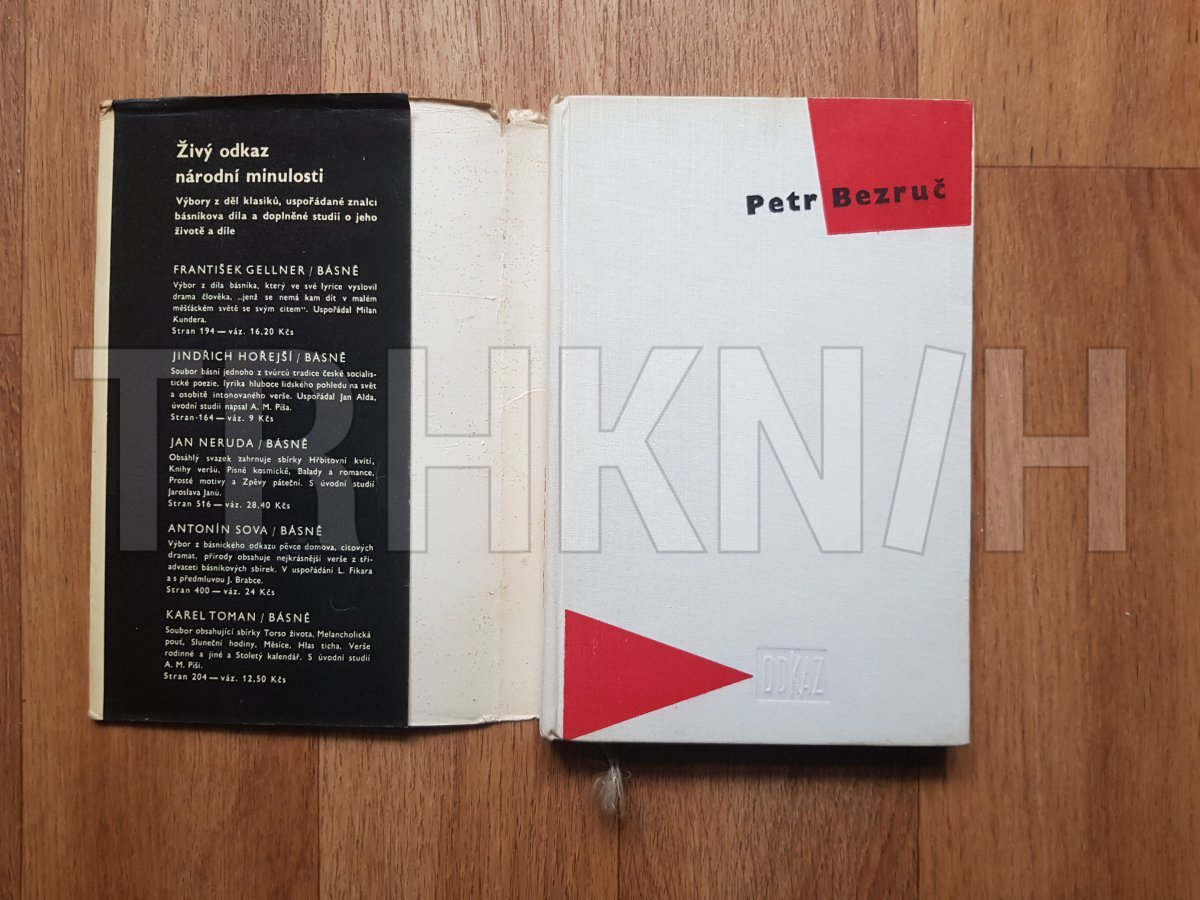 Živý odkaz
národní minulosti
Výbory z děl klasiků, uspořádané znalci
básníkova díla a doplněné studií o jeho
životě a díle
FRANTIŠEK GELLNER / BÁSNĚ
Výbor z díla básníka, který ve své lyrice vyslovil
drama člověka, „jenž se nemá kam dít v malém
měšťáckém světě se svým citem“. Uspořádal Milan
Kundera.
Stran 194 — váz. 16.20 Kčs
JINDŘICH HOŘEJŠÍ / BÁSNĚ
Soubor básní jednoho z tvůrců tradice české socialis-
tické poezie, lyrika hluboce lidského pohledu na svět
a osobitě intonovaného verše. Uspořádal Jan Alda,
úvodní studii napsal A. M. Píša.
Stran·164 — váz. 9 Kčs
JAN NERUDA / BÁSNĚ
Obsáhlý svazek zahrnuje sbírky Hřbitovní kvítí,
Knihy veršů, Písně kosmické, Balady a romance,
Prosté motivy a Zpěvy páteční. S úvodní studií
Jaroslava Janů.
Stran 516 — váz. 28,40 Kčs
ANTONÍN SOVA / BÁSNĚ
Výbor z básnického odkazu pěvce domova, citových
dramat, přírody obsahuje nejkrásnější verše z tři-
advaceti básníkových sbírek. V uspořádání L. Fikara
a s předmluvou J. Brabce.
Stran 400 — váz. 24 Kčs
KAREL TOMAN / BÁSNĚ
Soubor obsahující sbírky Torso života, Melancholická
pouť, Sluneční hodiny, Měsíce, Hlas ticha, Verše
rodinné a jiné a Stoletý kalendář. S úvodní studií
A. M. Píši.
Stran 204 — váz. 12,50 Kčs
Petr Bezruč
ODKAZ
TRHKN/H